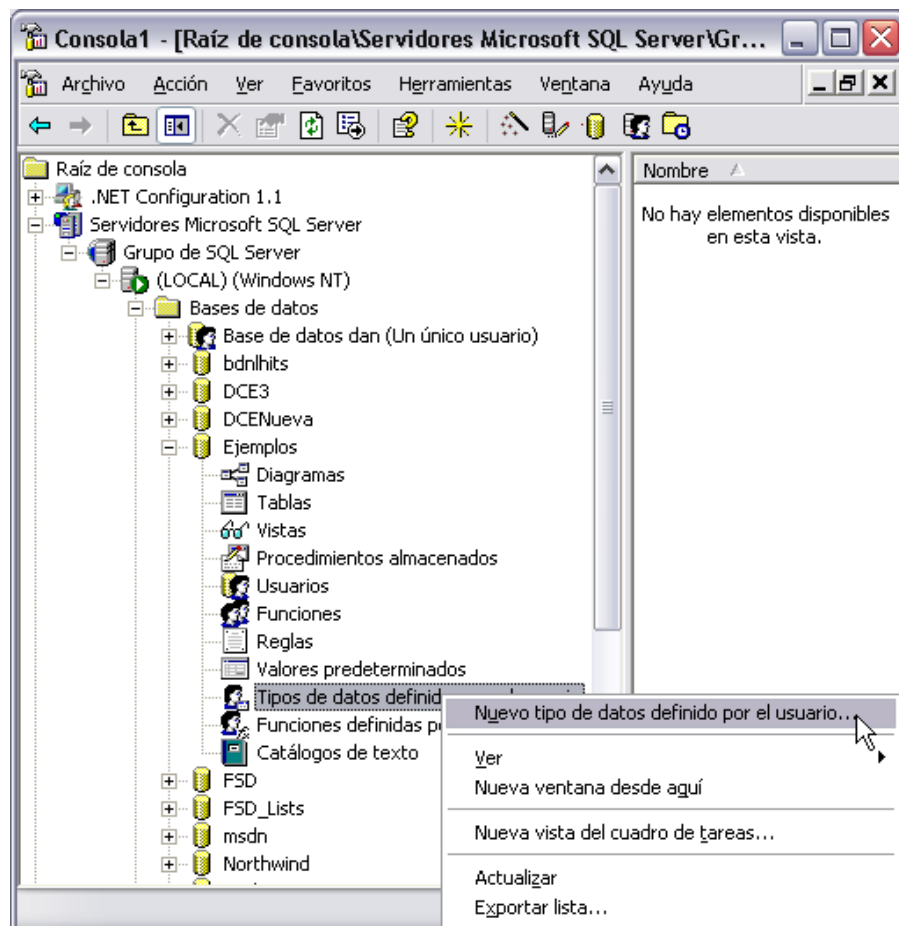 Consola1 - [Raíz de consola\Servidores Microsoft SQL Server\Gr...
Archivo Acción Ver Favoritos Herramientas Ventana Ayuda
Raíz de consola
.NET Configuration 1.1
Servidores Microsoft SQL Server
Grupo de SQL Server
(LOCAL) (Windows NT)
Bases de datos
Base de datos dan (Un único usuario)
bdnlhits
DCE3
DCENueva
Ejemplos
Diagramas
Tablas
Vistas
Procedimientos almacenados
Usuarios
Funciones
Reglas
Valores predeterminados
Tipos de datos definid
Funciones definidas p
Catálogos de texto
FSD
FSD_Lists
msdn
Northwind
Nombre
No hay elementos disponibles
en esta vista.
Nuevo tipo de datos definido por el usuario...
Ver
Nueva ventana desde aquí
Nueva vista del cuadro de tareas...
Actualizar
Exportar lista...